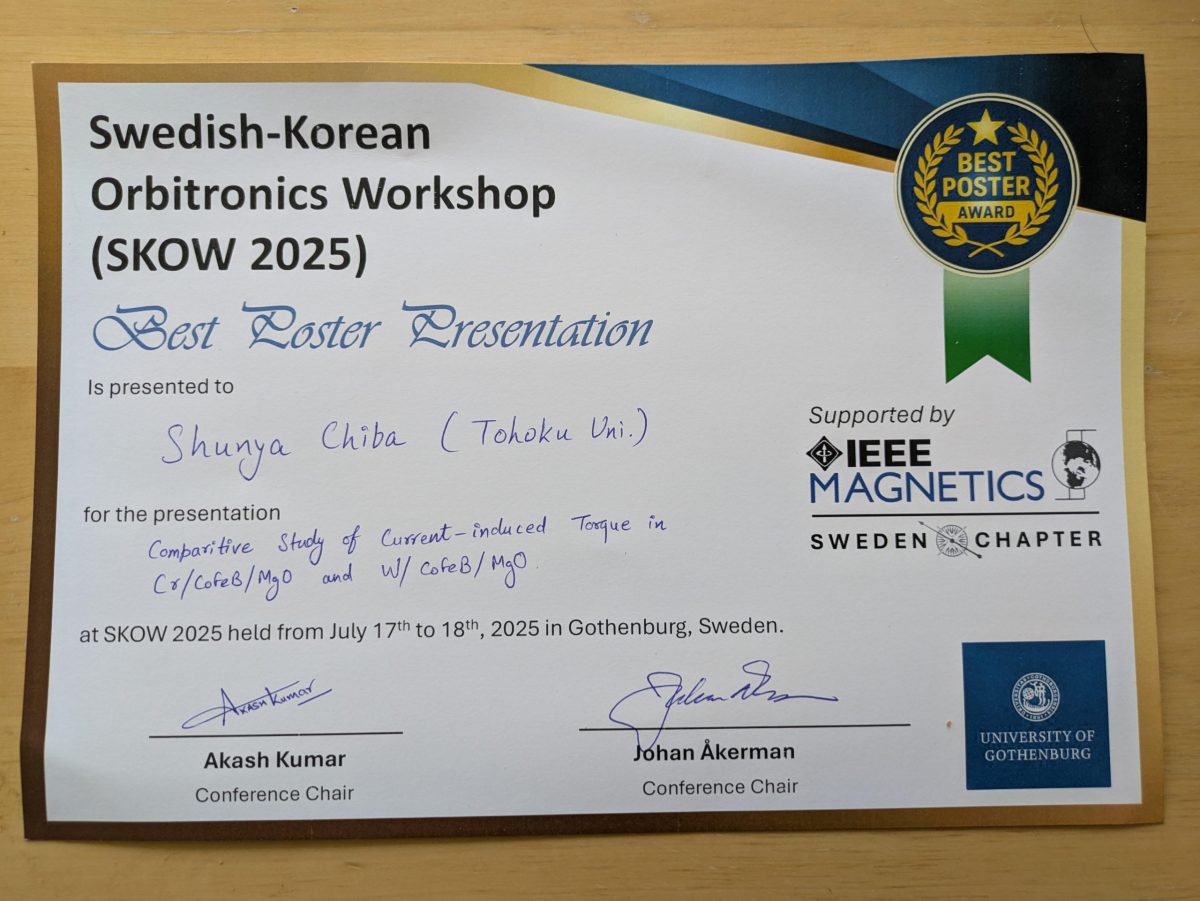 Swedish-Korean
Orbitronics Workshop
(SKOW 2025)
BEST
POSTER
AWARD
Best Poster Presentation
Is presented to
Shunya Chiba (Tohoku Uni.)
for the presentation
Comparitive Study of Current-induced Torque in
Cr/CoFeB/MgO and W/CoFeB/MgO.
at SKOW 2025 held from July 17th to 18th, 2025 in Gothenburg, Sweden.
Supported by
IEEE
MAGNETICS
SWEDEN CHAPTER
Akash Kumar
Akash Kumar
Conference Chair
Johan Åkerman
Conference Chair
UNIVERSITY OF
GOTHENBURG